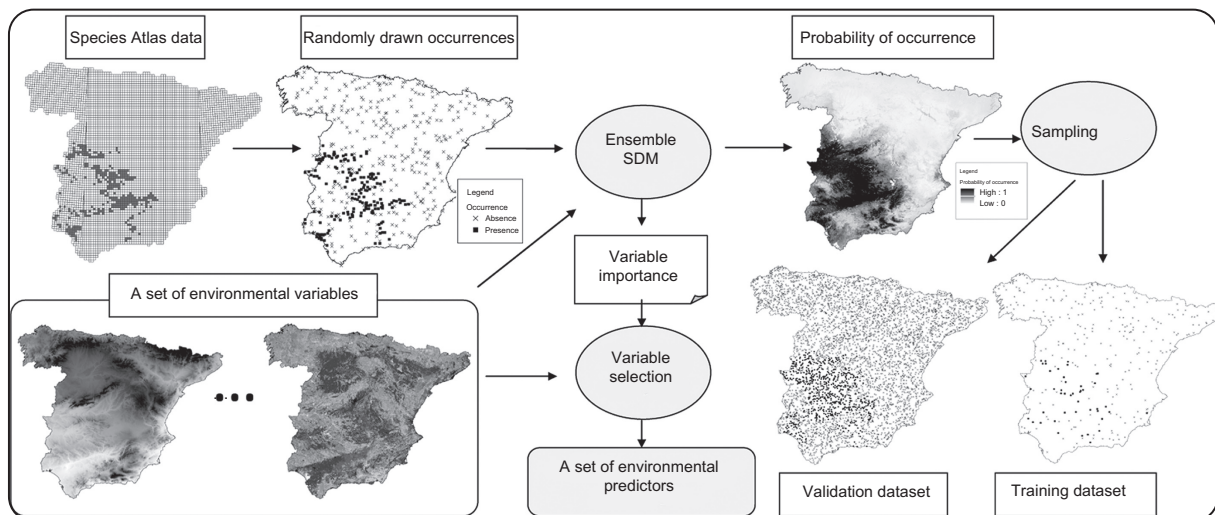 Species Atlas data
Randomly drawn occurrences
Probability of occurrence
Legend
Occurrence
Absence
Presence
Ensemble
SDM
Sampling
Legend
Probability of occurrence
High : 1
Low : 0
Variable
importance
A set of environmental variables
Variable
selection
A set of environmental
predictors
Validation dataset
Training dataset